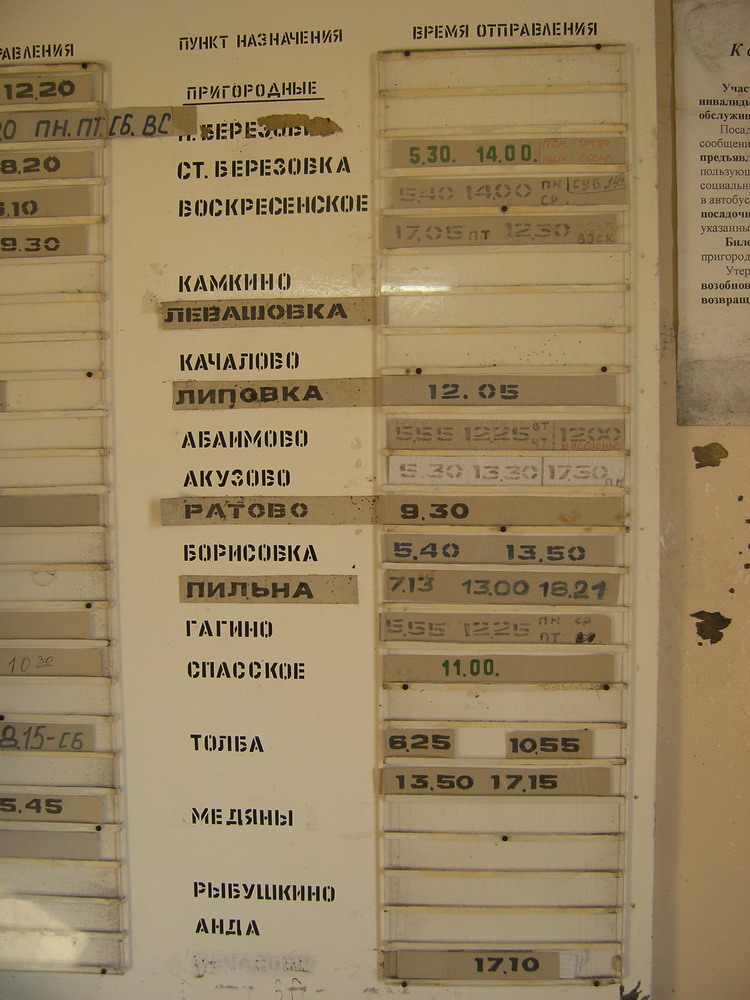 ПУНКТ НАЗНАЧЕНИЯ
ВРЕМЯ ОТПРАВЛЕНИЯ
ПРИГОРОДНЫЕ
12.20
ПН. ПТ. СБ. ВС
СТ. БЕРЕЗОВКА 5.30. 14.00.
8.20
ВОСКРЕСЕНСКОЕ 5.40 14.00 ПН СР.
9.30
17.05 ПТ 12.30 ВОСК
КАМКИНО
ЛЕВАШОВКА
КАЧАЛОВО
ЛИПОВКА 12.05
АБАИМОВО 5.55 12.25 ВТ ЧТ 12.00
АКУЗОВО 5.30 13.30 17.30
РАТОВО 9.30
БОРИСОВКА 5.40 13.50
ПИЛЬНА 7.13 13.00 18.21
ГАГИНО 5.55 12.25 ПН СР ПТ
10 30
СПАССКОЕ 11.00.
8.15-СБ
ТОЛБА 6.25 10.55
13.50 17.15
5.45
МЕДЯНЫ
РЫБУШКИНО
АНДА
17.10